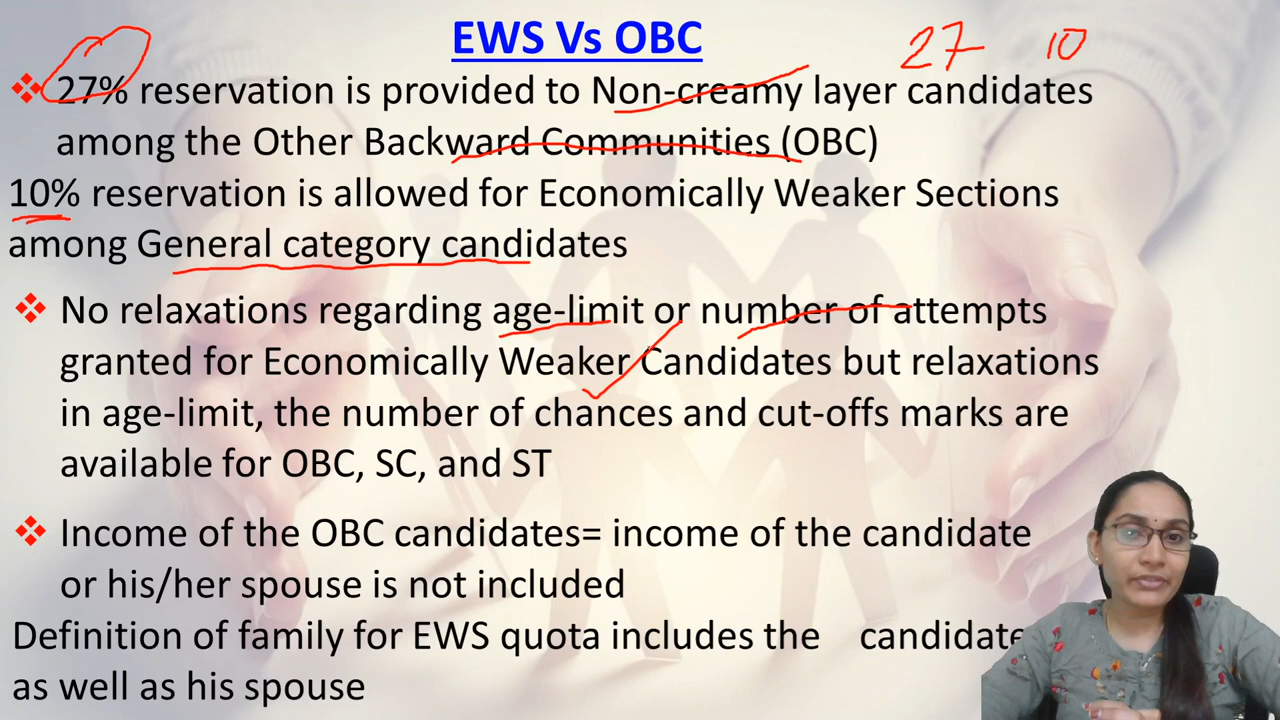 EWS Vs OBC
27 10
❖ 27% reservation is provided to Non-creamy layer candidates
among the Other Backward Communities (OBC)
10% reservation is allowed for Economically Weaker Sections
among General category candidates
❖ No relaxations regarding age-limit or number of attempts
granted for Economically Weaker Candidates but relaxations
in age-limit, the number of chances and cut-offs marks are
available for OBC, SC, and ST
❖ Income of the OBC candidates= income of the candidate
or his/her spouse is not included
Definition of family for EWS quota includes the candidate
as well as his spouse